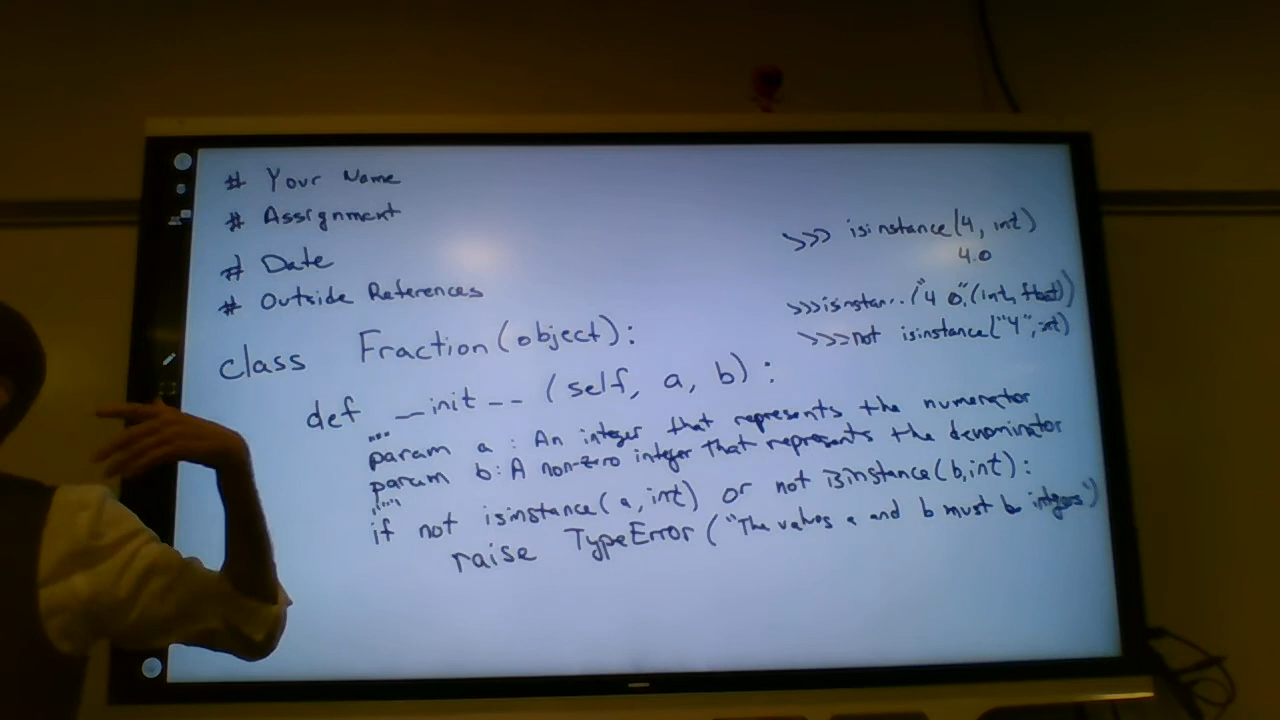 # Your Name
# Assignment
# Date
# Outside References
>>> isinstance(4, int)
4.0
>>>isinstan..("4 0",(int, float))
>>>not isinstance("4", int)
class Fraction(object):
def __init__(self, a, b):
"""
param a: An integer that represents the numerator
param b: A non-zero integer that represents the denominator
"""
if not isinstance(a, int) or not isinstance(b, int):
raise TypeError("The values a and b must be integers")